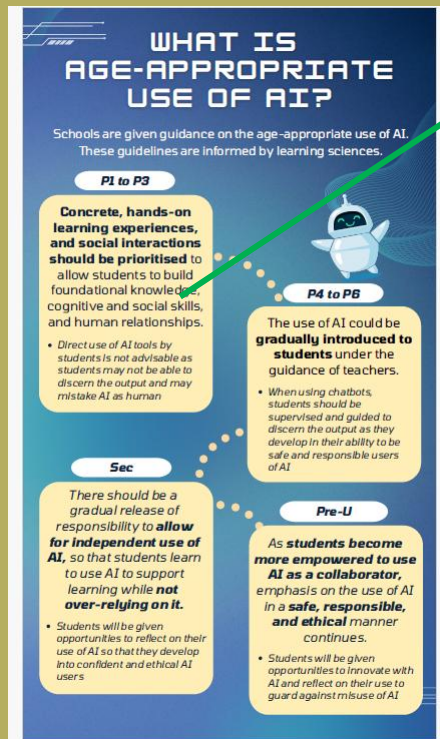 WHAT IS
AGE-APPROPRIATE
USE OF AI?
Schools are given guidance on the age-appropriate use of AI.
These guidelines are informed by learning sciences.
P1 to P3
Concrete, hands-on
learning experiences,
and social interactions
should be prioritised to
allow students to build
foundational knowledge,
cognitive and social skills,
and human relationships.
• Direct use of AI tools by
students is not advisable as
students may not be able to
discern the output and may
mistake AI as human
P4 to P6
The use of AI could be
gradually introduced to
students under the
guidance of teachers.
• When using chatbots,
students should be
supervised and guided to
discern the output as they
develop in their ability to be
safe and responsible users
of AI
Sec
There should be a
gradual release of
responsibility to allow
for independent use of
AI, so that students learn
to use AI to support
learning while not
over-relying on it.
• Students will be given
opportunities to reflect on their
use of AI so that they develop
into confident and ethical AI
users
Pre-U
As students become
more empowered to use
AI as a collaborator,
emphasis on the use of AI
in a safe, responsible,
and ethical manner
continues.
• Students will be given
opportunities to innovate with
AI and reflect on their use to
guard against misuse of AI